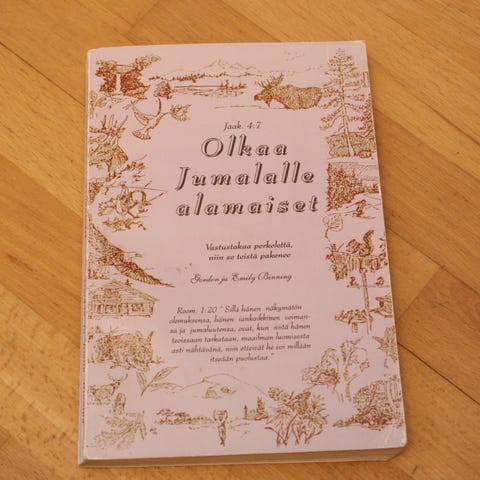 Jaak. 4:7
Olkaa
Jumalalle
alamaiset
Vastustakaa perkelettä,
niin se teistä pakenee
Gordon ja Emily Binning
Room. 1:20 " Sillä hänen näkymätön
olemuksensa, hänen iankaikkinen voiman-
sa ja jumaluutensa, ovat, kun niitä hänen
teoissaan tarkataan, maailman luomisesta
asti nähtävänä, niin etteivät he voi millään
itseään puolustaa."